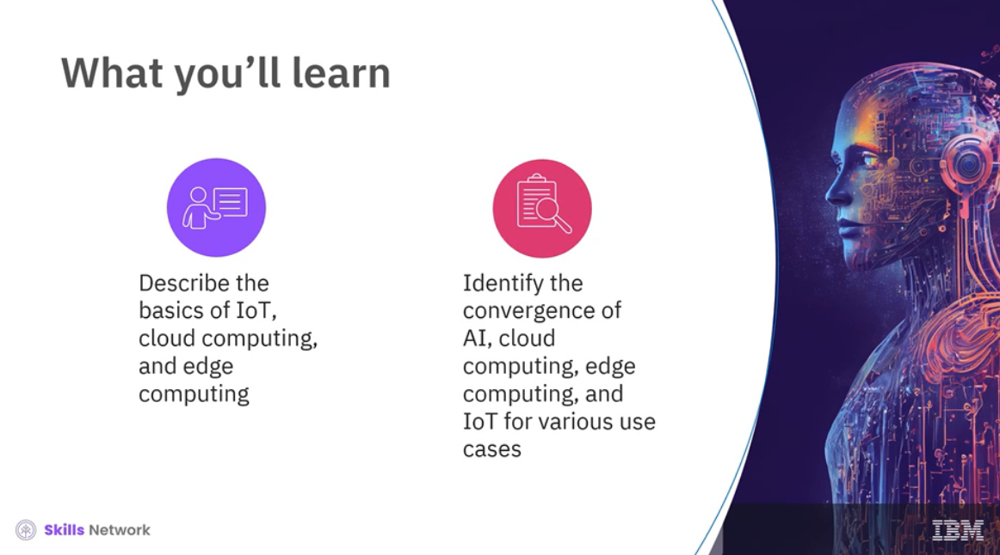 What you’ll learn
Describe the
basics of IoT,
cloud computing,
and edge
computing
Identify the
convergence of
AI, cloud
computing, edge
computing, and
IoT for various use
cases
Skills Network
IBM